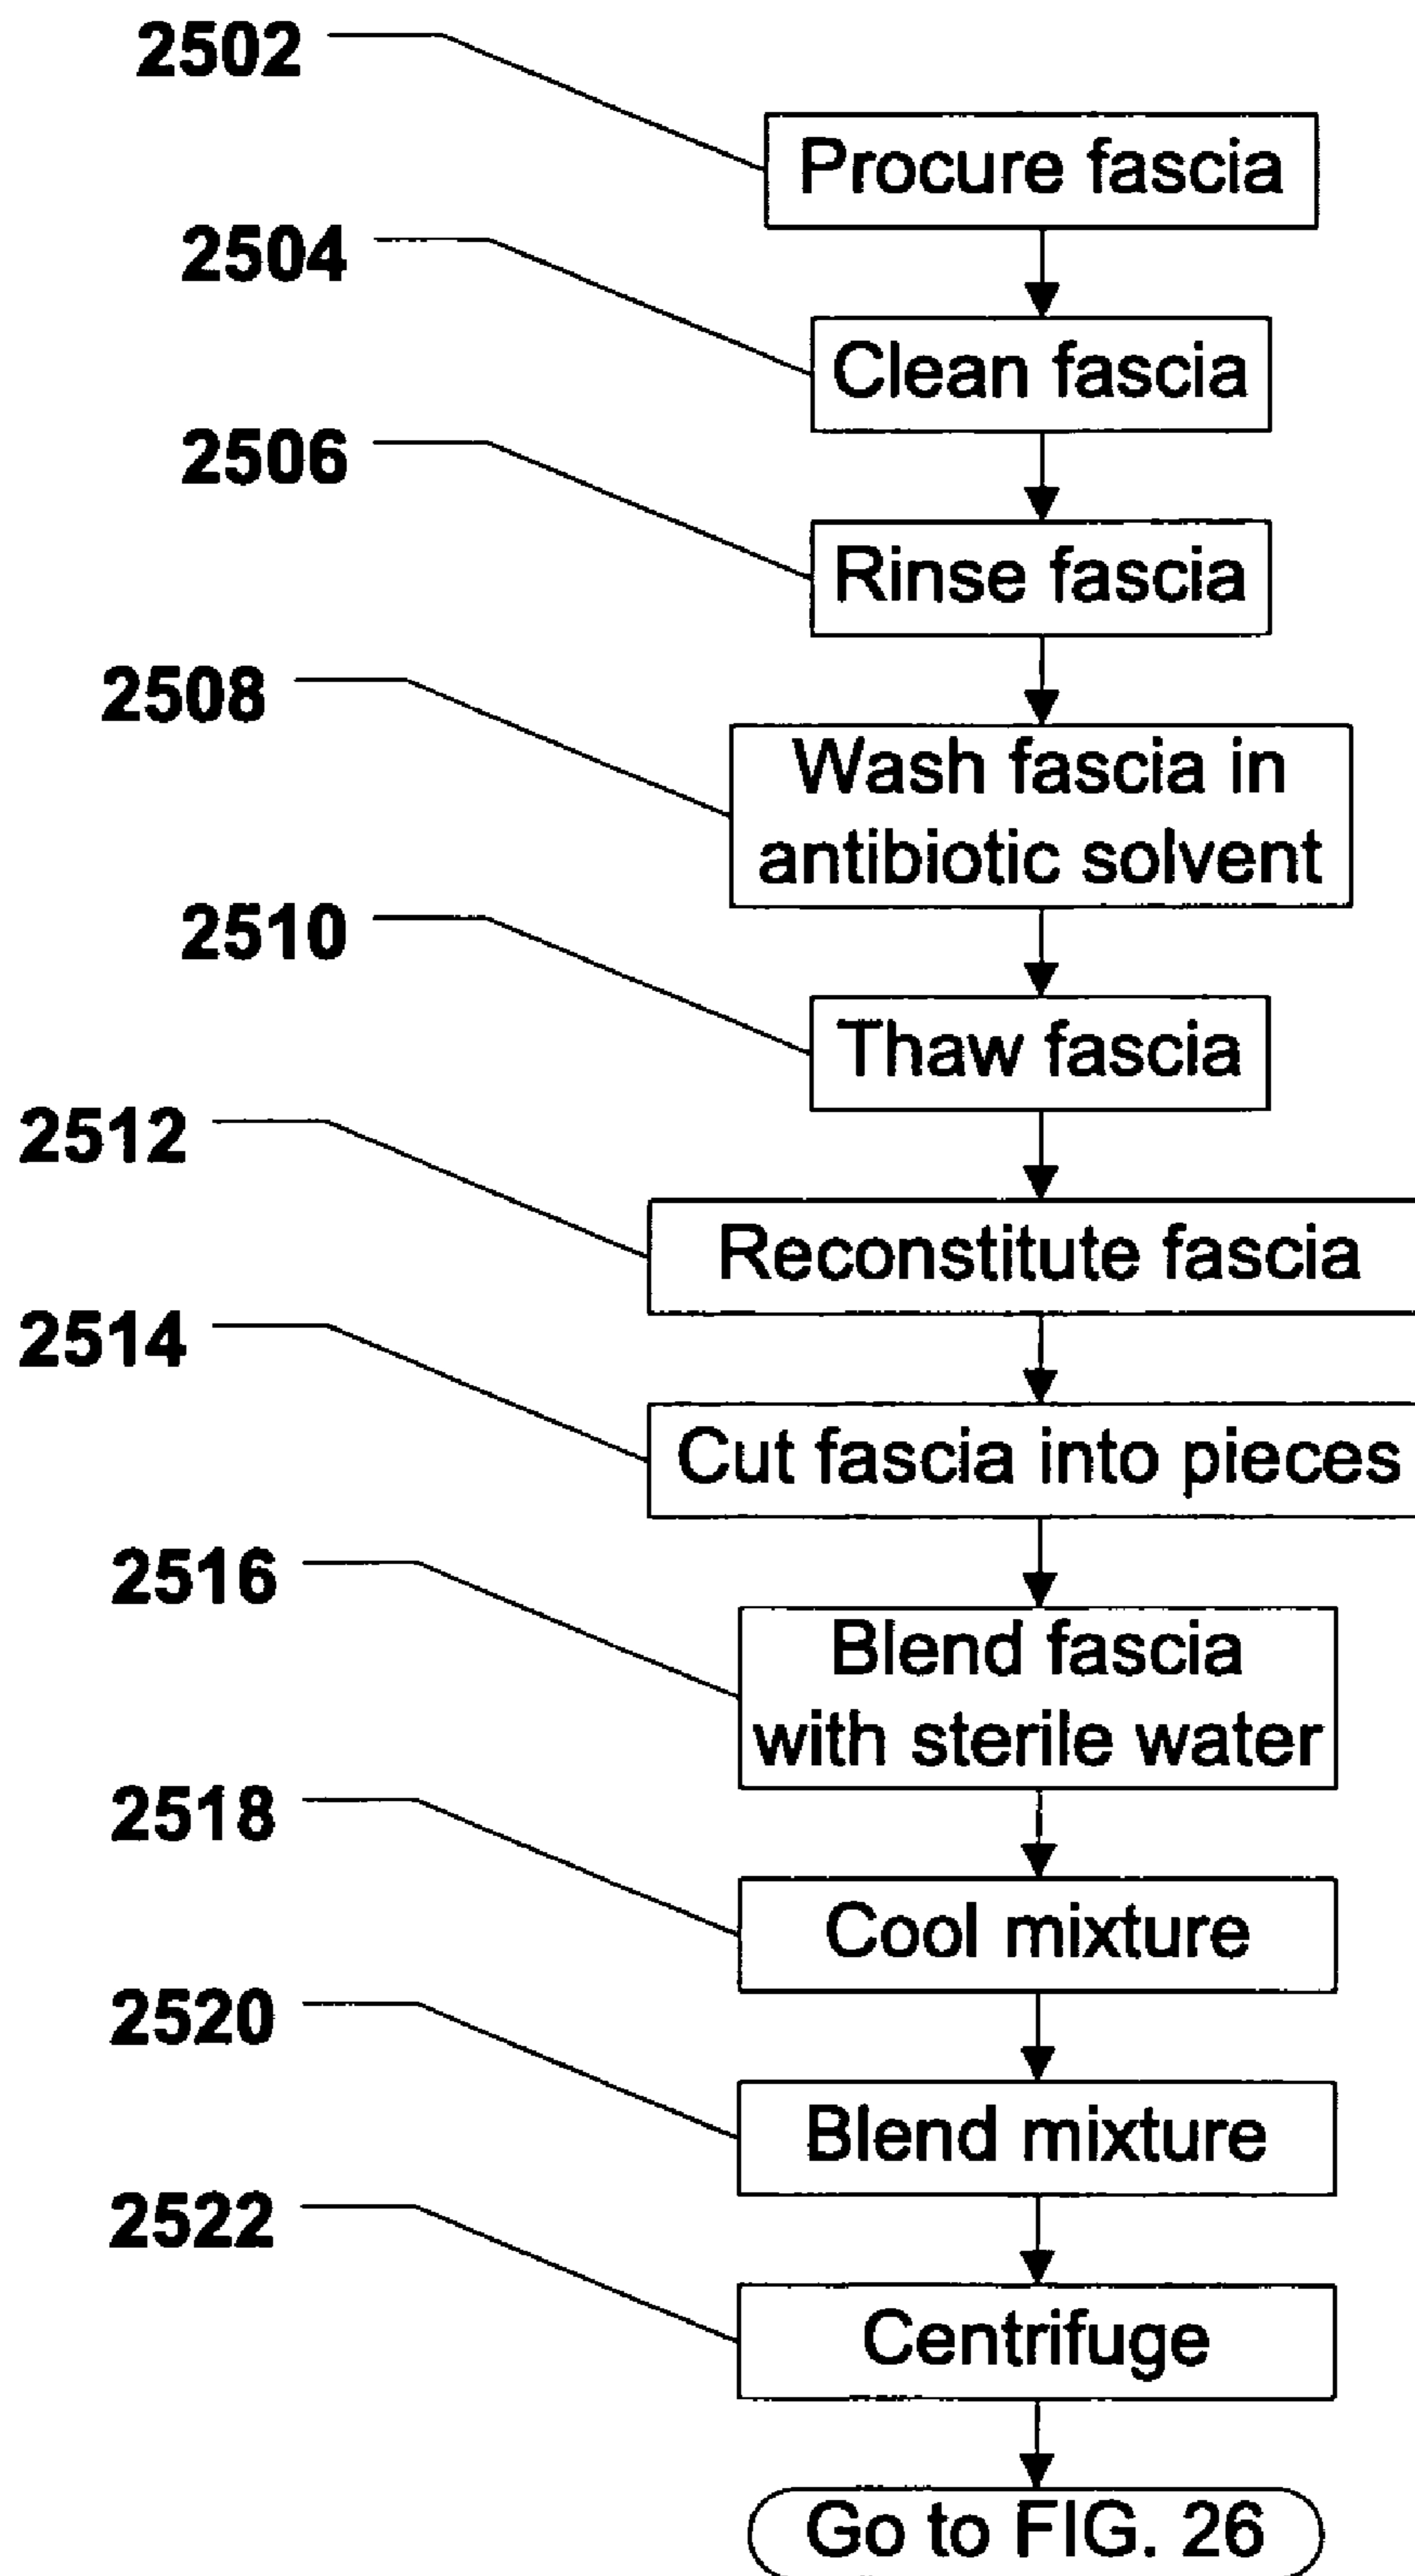 2502
Procure fascia
2504
Clean fascia
2506
Rinse fascia
2508
Wash fascia in
antibiotic solvent
2510
Thaw fascia
2512
Reconstitute fascia
2514
Cut fascia into pieces
2516
Blend fascia
with sterile water
2518
Cool mixture
2520
Blend mixture
2522
Centrifuge
Go to FIG. 26